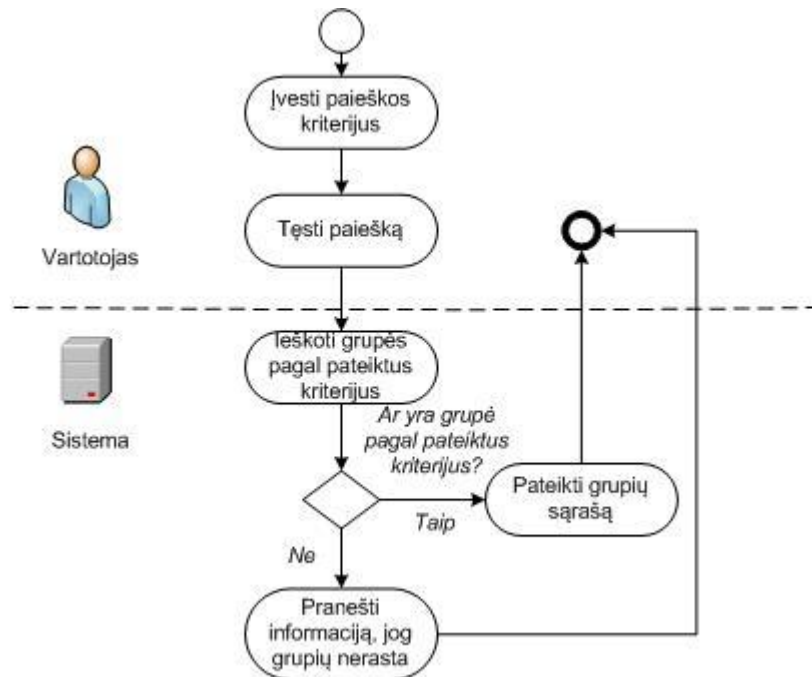 Įvesti paieškos
kriterijus
Tęsti paiešką
Vartotojas
Ieškoti grupės
pagal pateiktus
kriterijus
Sistema
Ar yra grupė
pagal pateiktus
kriterijus?
Taip
Pateikti grupių
sąrašą
Ne
Pranešti
informaciją, jog
grupių nerasta